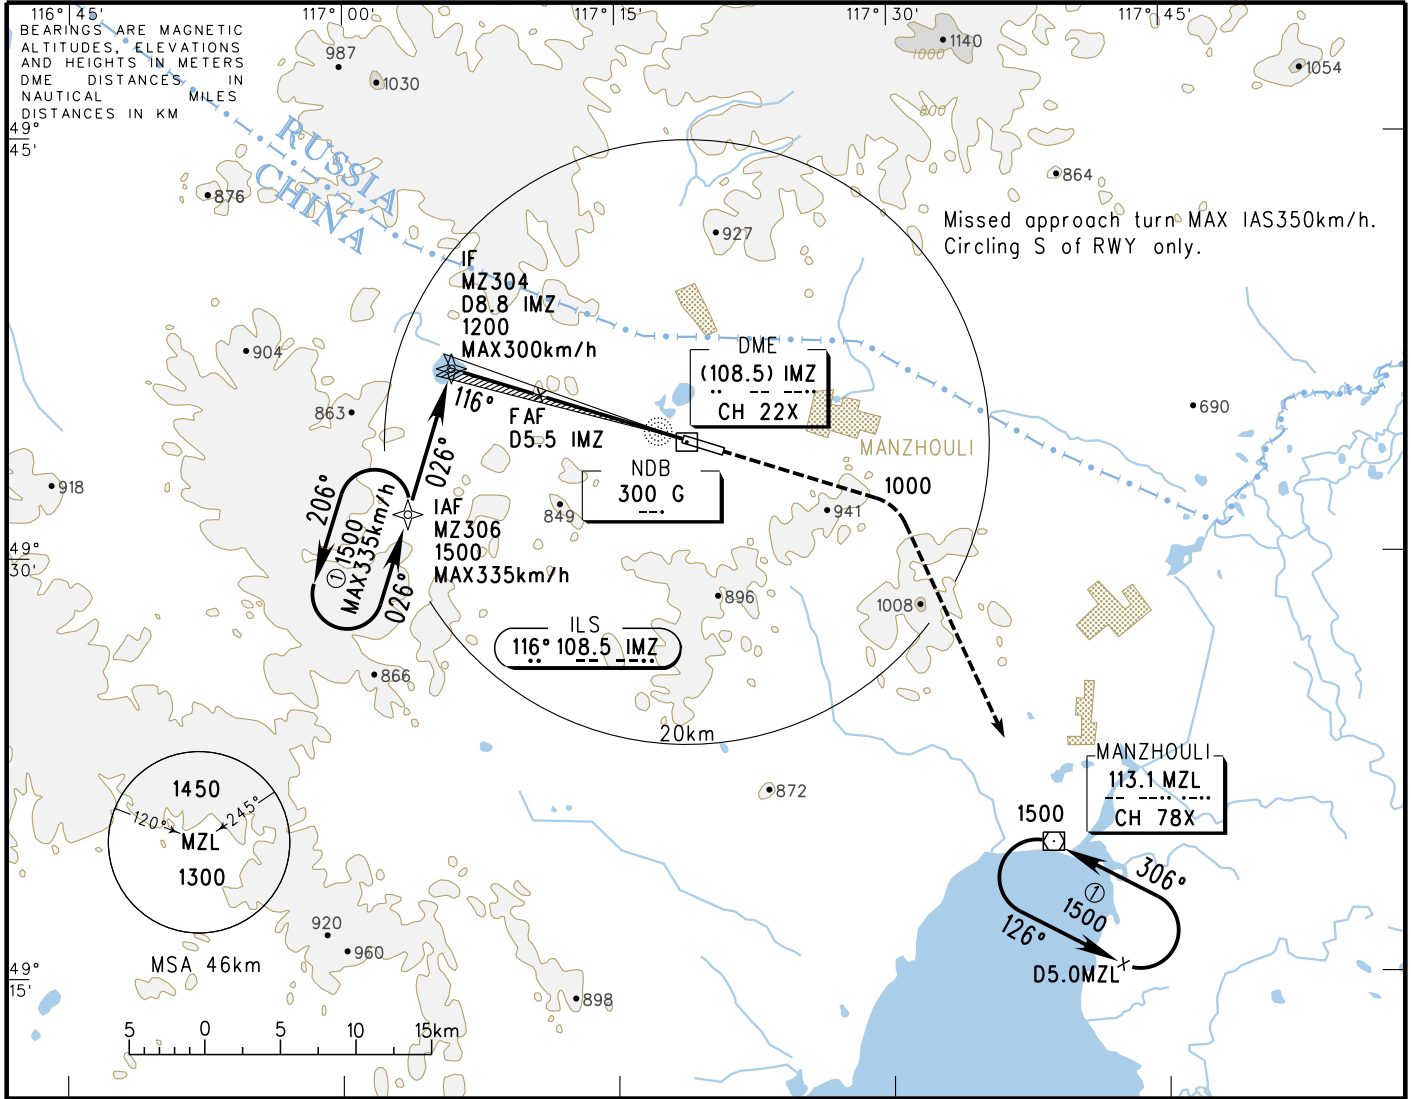 116° 45'
117° 00'
117° 15'
117° 30'
117° 45'
BEARINGS ARE MAGNETIC
ALTITUDES, ELEVATIONS
AND HEIGHTS IN METERS
DME DISTANCES IN
NAUTICAL MILES
DISTANCES IN KM
987
1030
1140
1000
1054
800
49°
45'
RUSSIA
CHINA
876
864
927
Missed approach turn MAX IAS350km/h.
Circling S of RWY only.
IF
MZ304
D8.8 IMZ
1200
MAX300km/h
904
DME
(108.5) IMZ
CH 22X
863
116°
FAF
D5.5 IMZ
690
MANZHOULI
026°
206°
① 1500
MAX335km/h
026°
918
NDB
300 G
1000
IAF
MZ306
1500
MAX335km/h
849
941
49°
30'
896
1008
ILS
116° 108.5 IMZ
866
20km
MANZHOULI
113.1 MZL
CH 78X
872
1450
120°
245°
MZL
1300
MSA 46km
1500
306°
①
1500
126°
D5.0MZL
920
960
898
49°
15'
5 0 5 10 15km